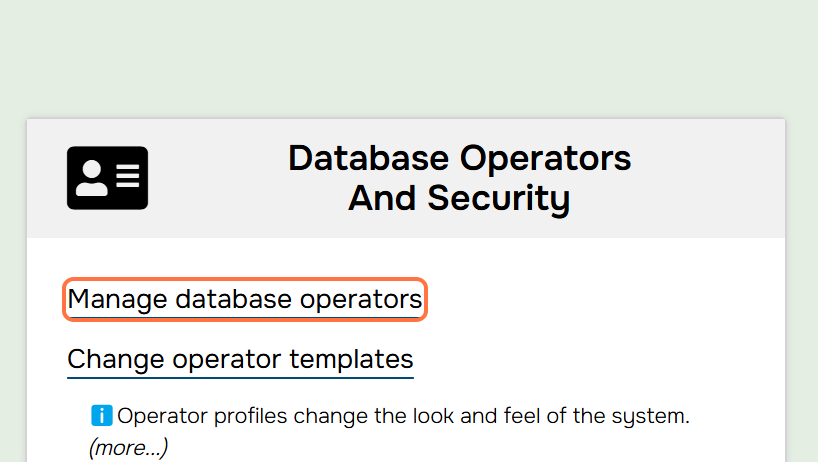 Database Operators
And Security
Manage database operators
Change operator templates
i Operator profiles change the look and feel of the system.
(more...)